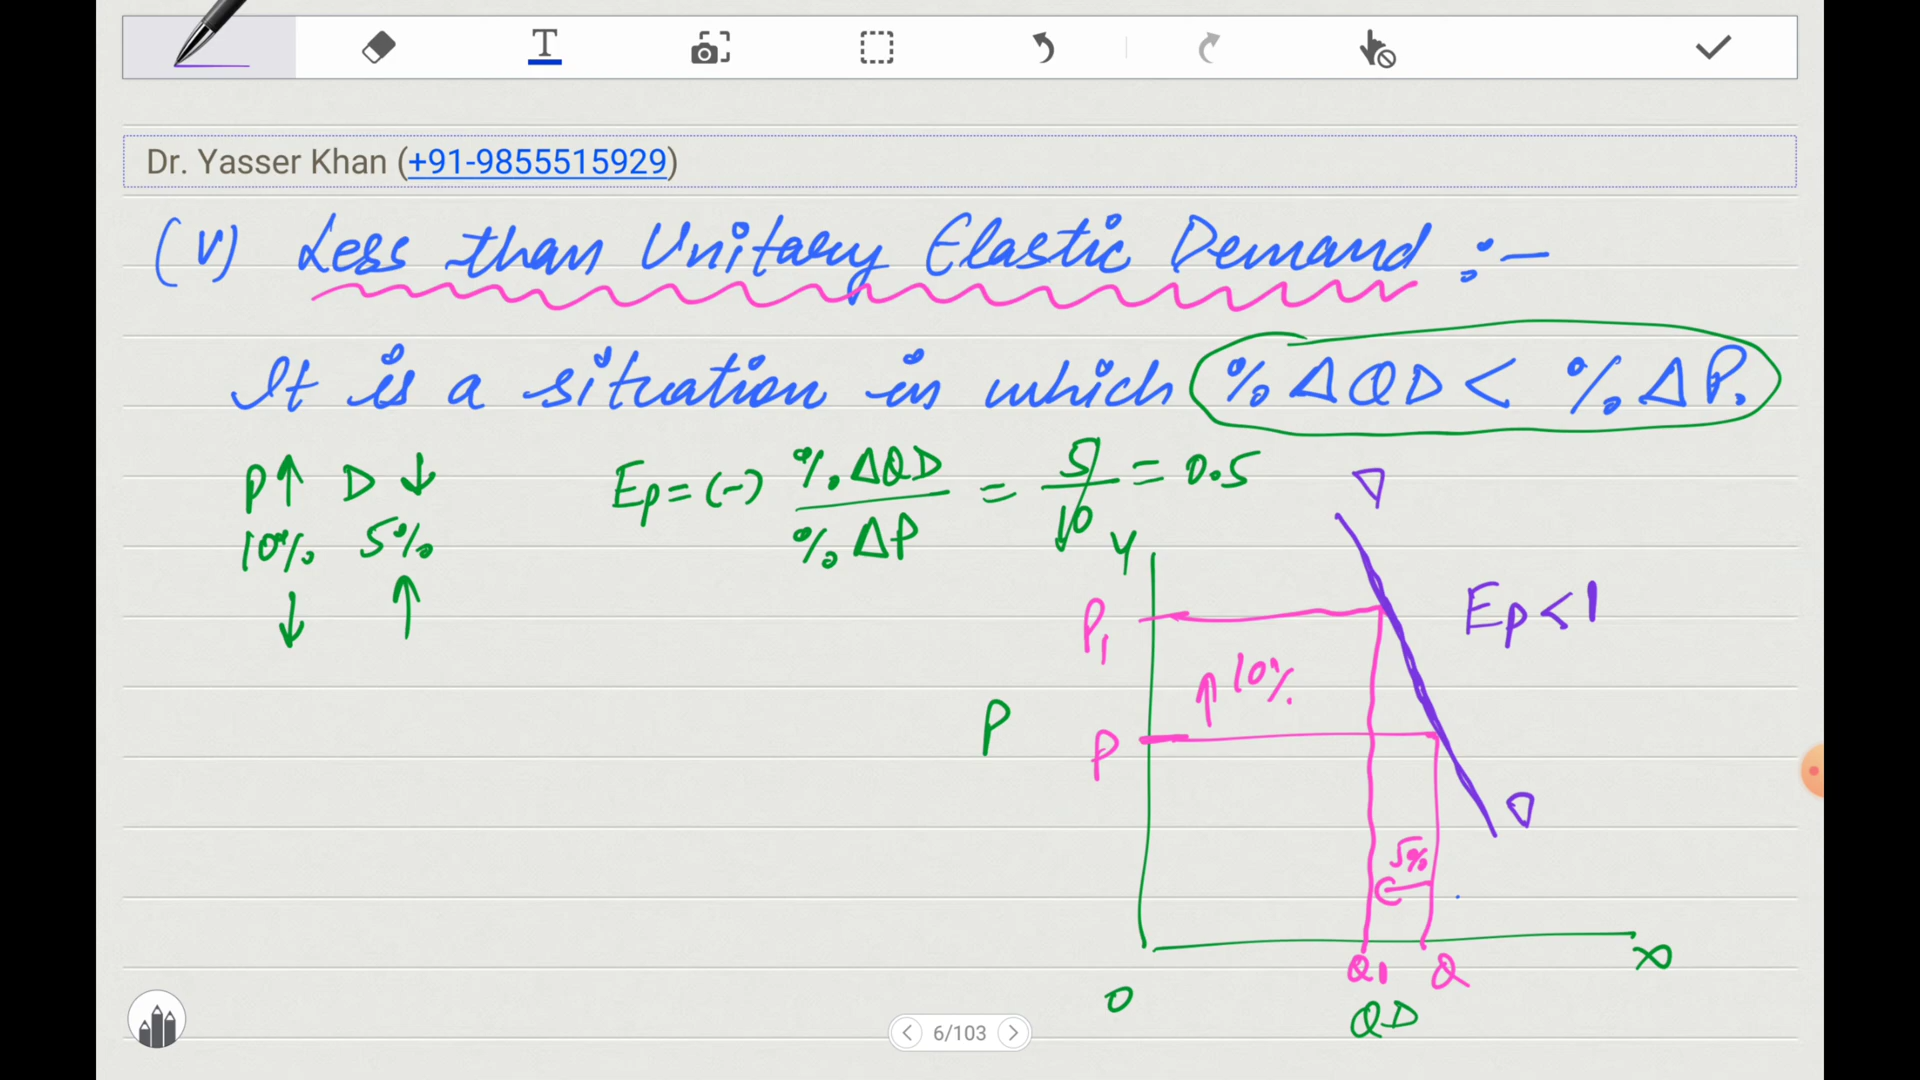 T
Dr. Yasser Khan (+91-9855515929)
(V) Less than Unitary Elastic Demand :-
It is a situation in which %ΔQD < %ΔP.
P↑ D↓
10% 5%
↓ ↑
Ep = (-) %ΔQD / %ΔP = 5/10 = 0.5
Y
D
P1
Ep < 1
↑10%
P
P
D
5%
O
Q1 Q
X
QD
6/103